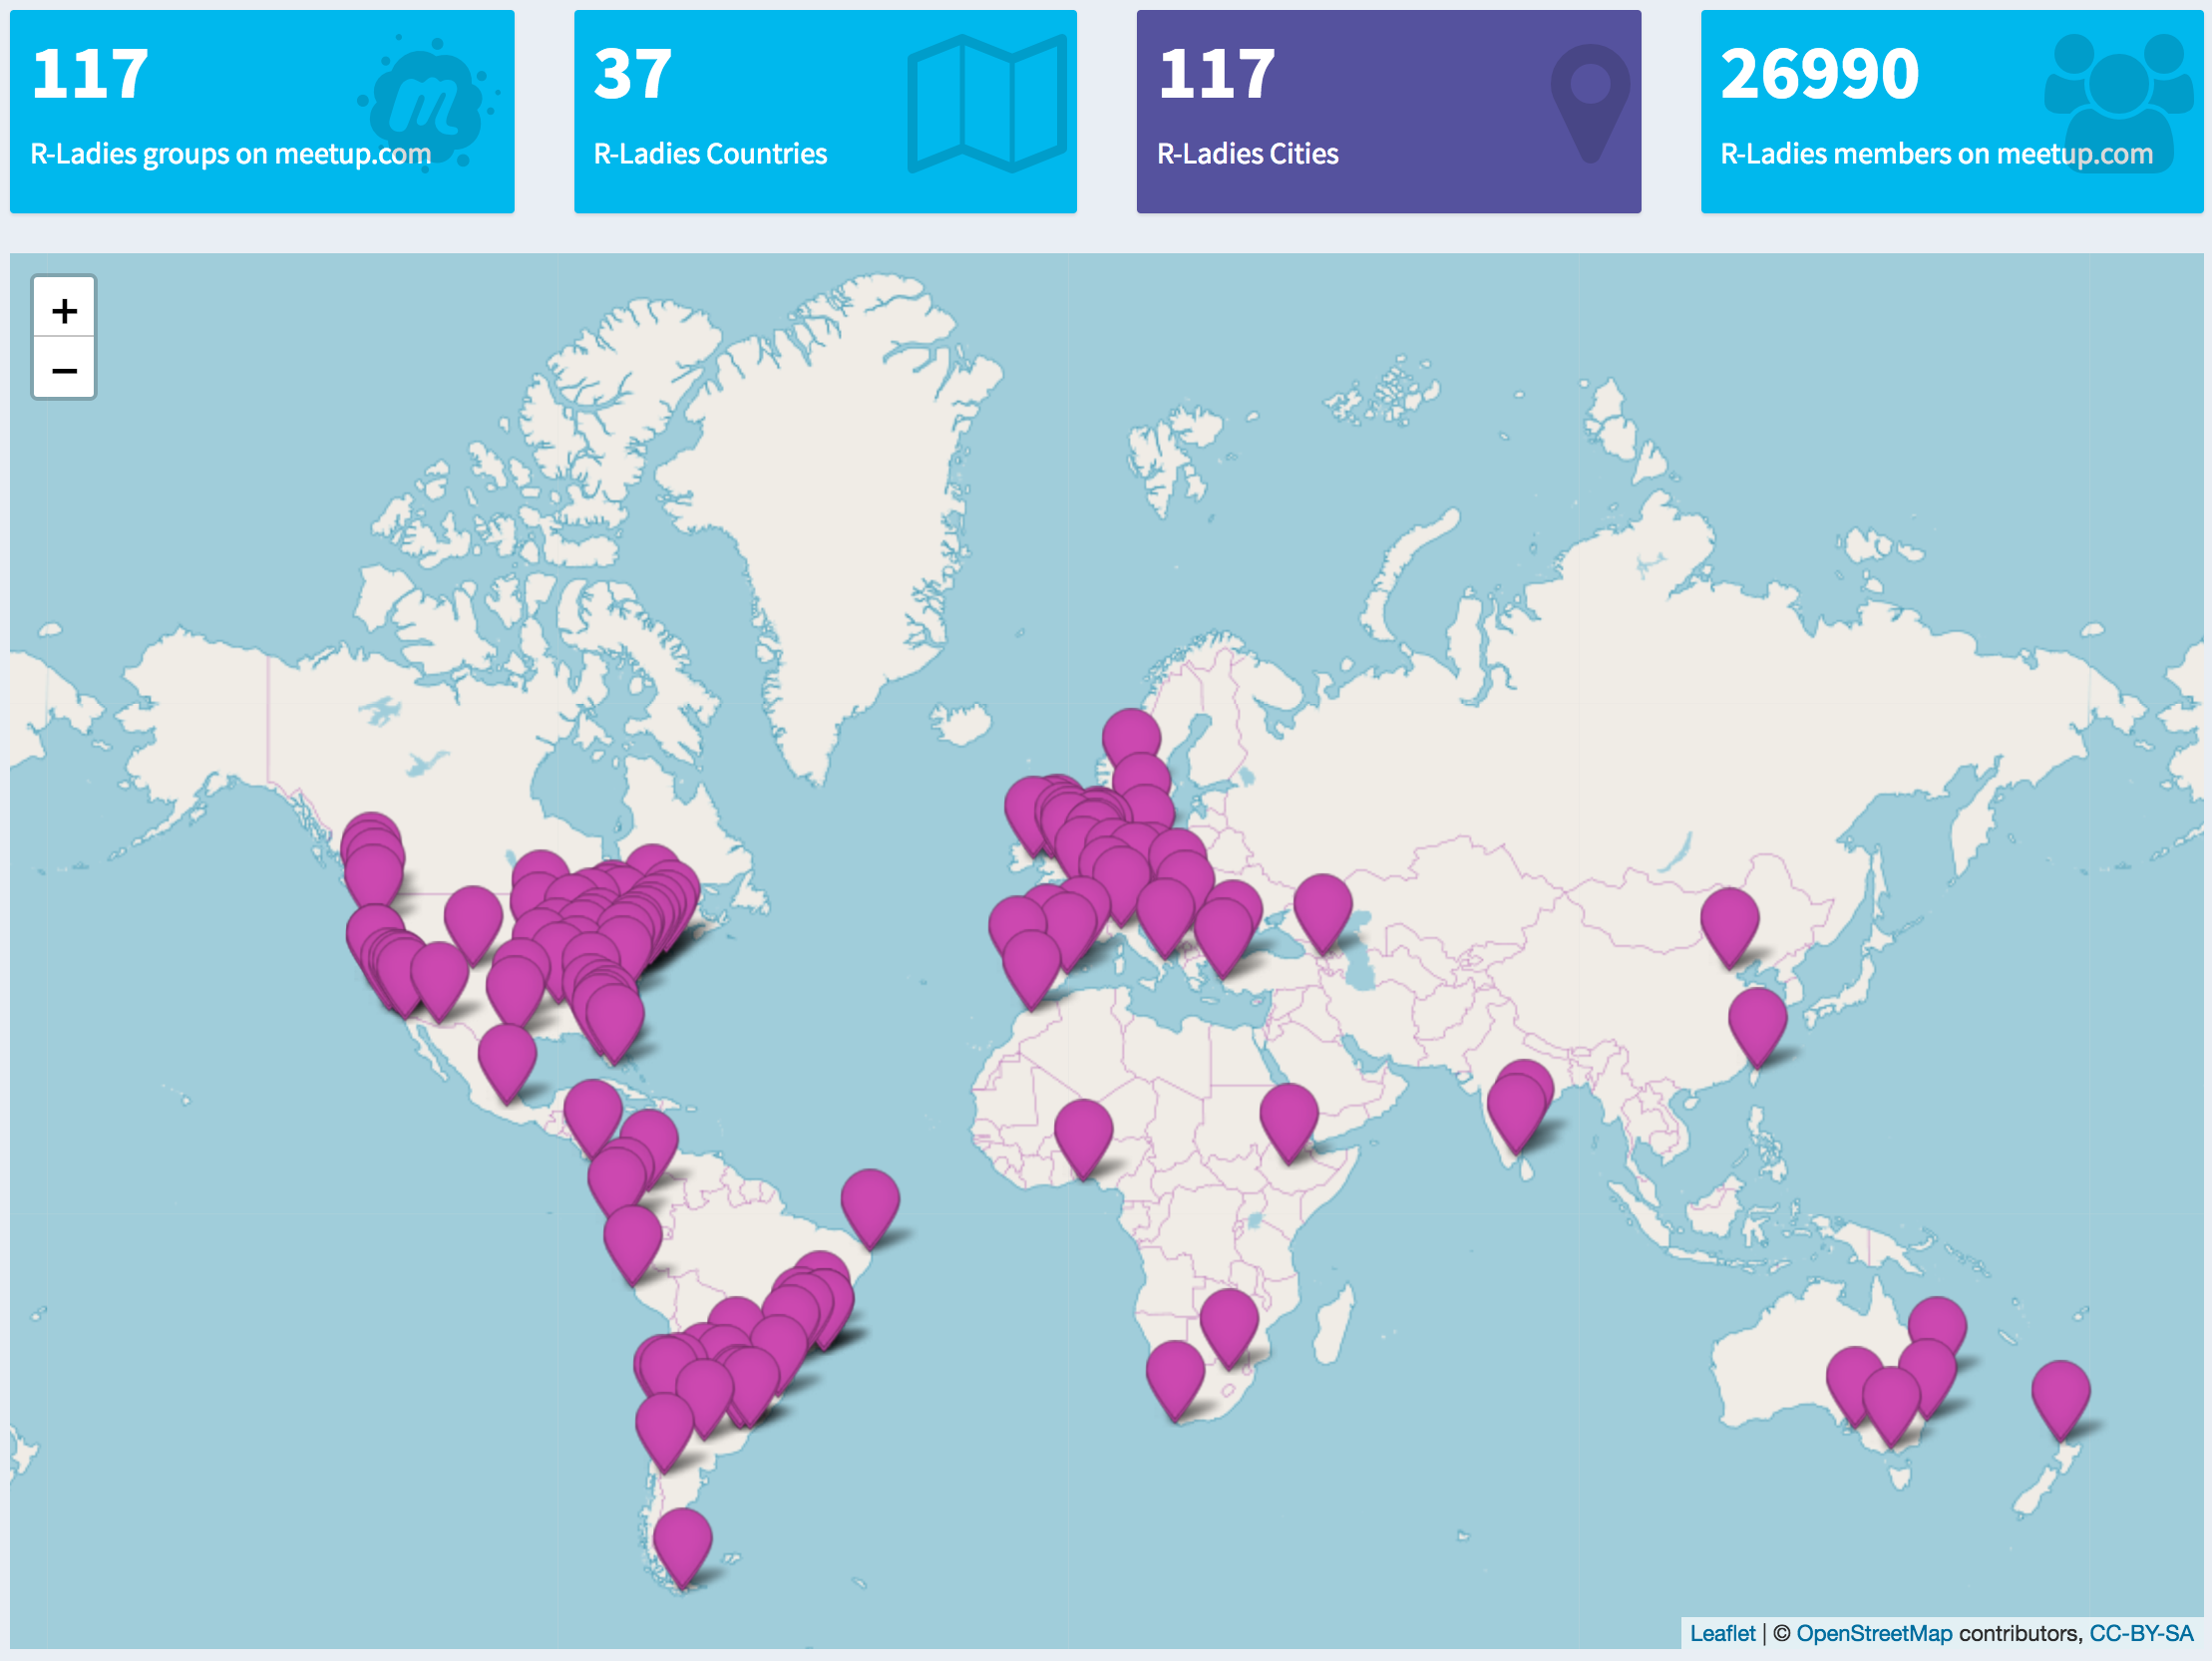 117
R-Ladies groups on meetup.com
37
R-Ladies Countries
117
R-Ladies Cities
26990
R-Ladies members on meetup.com
+
−
Leaflet | © OpenStreetMap contributors, CC-BY-SA